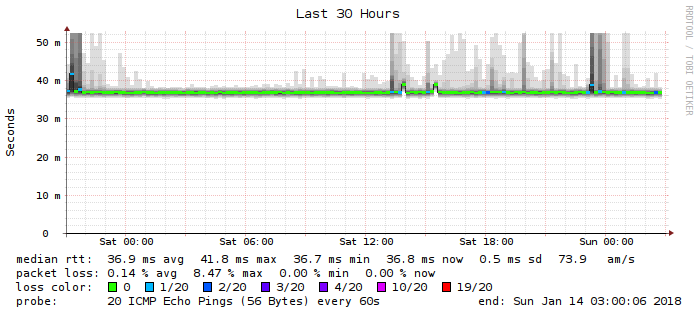 Last 30 Hours
RRDTOOL / TOBI OETIKER
Seconds
50 m
40 m
30 m
20 m
10 m
0
Sat 00:00 Sat 06:00 Sat 12:00 Sat 18:00 Sun 00:00
median rtt: 36.9 ms avg 41.8 ms max 36.7 ms min 36.8 ms now 0.5 ms sd 73.9 am/s
packet loss: 0.14 % avg 8.47 % max 0.00 % min 0.00 % now
loss color: 0 1/20 2/20 3/20 4/20 10/20 19/20
probe: 20 ICMP Echo Pings (56 Bytes) every 60s end: Sun Jan 14 03:00:06 2018